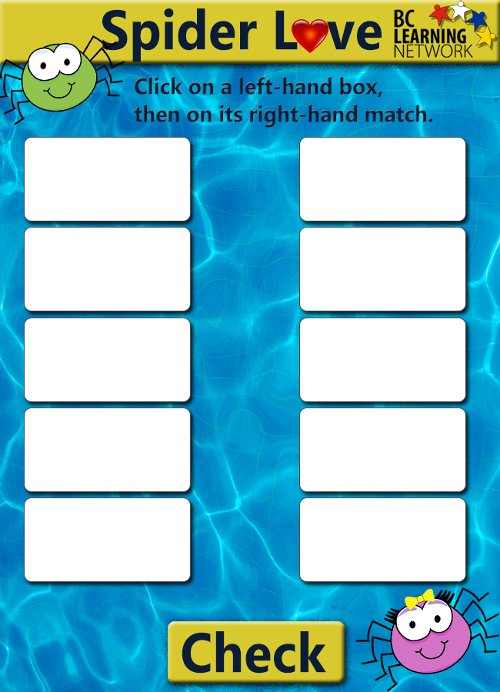 Spider Love
BC
LEARNING
NETWORK
Click on a left-hand box,
then on its right-hand match.
Check